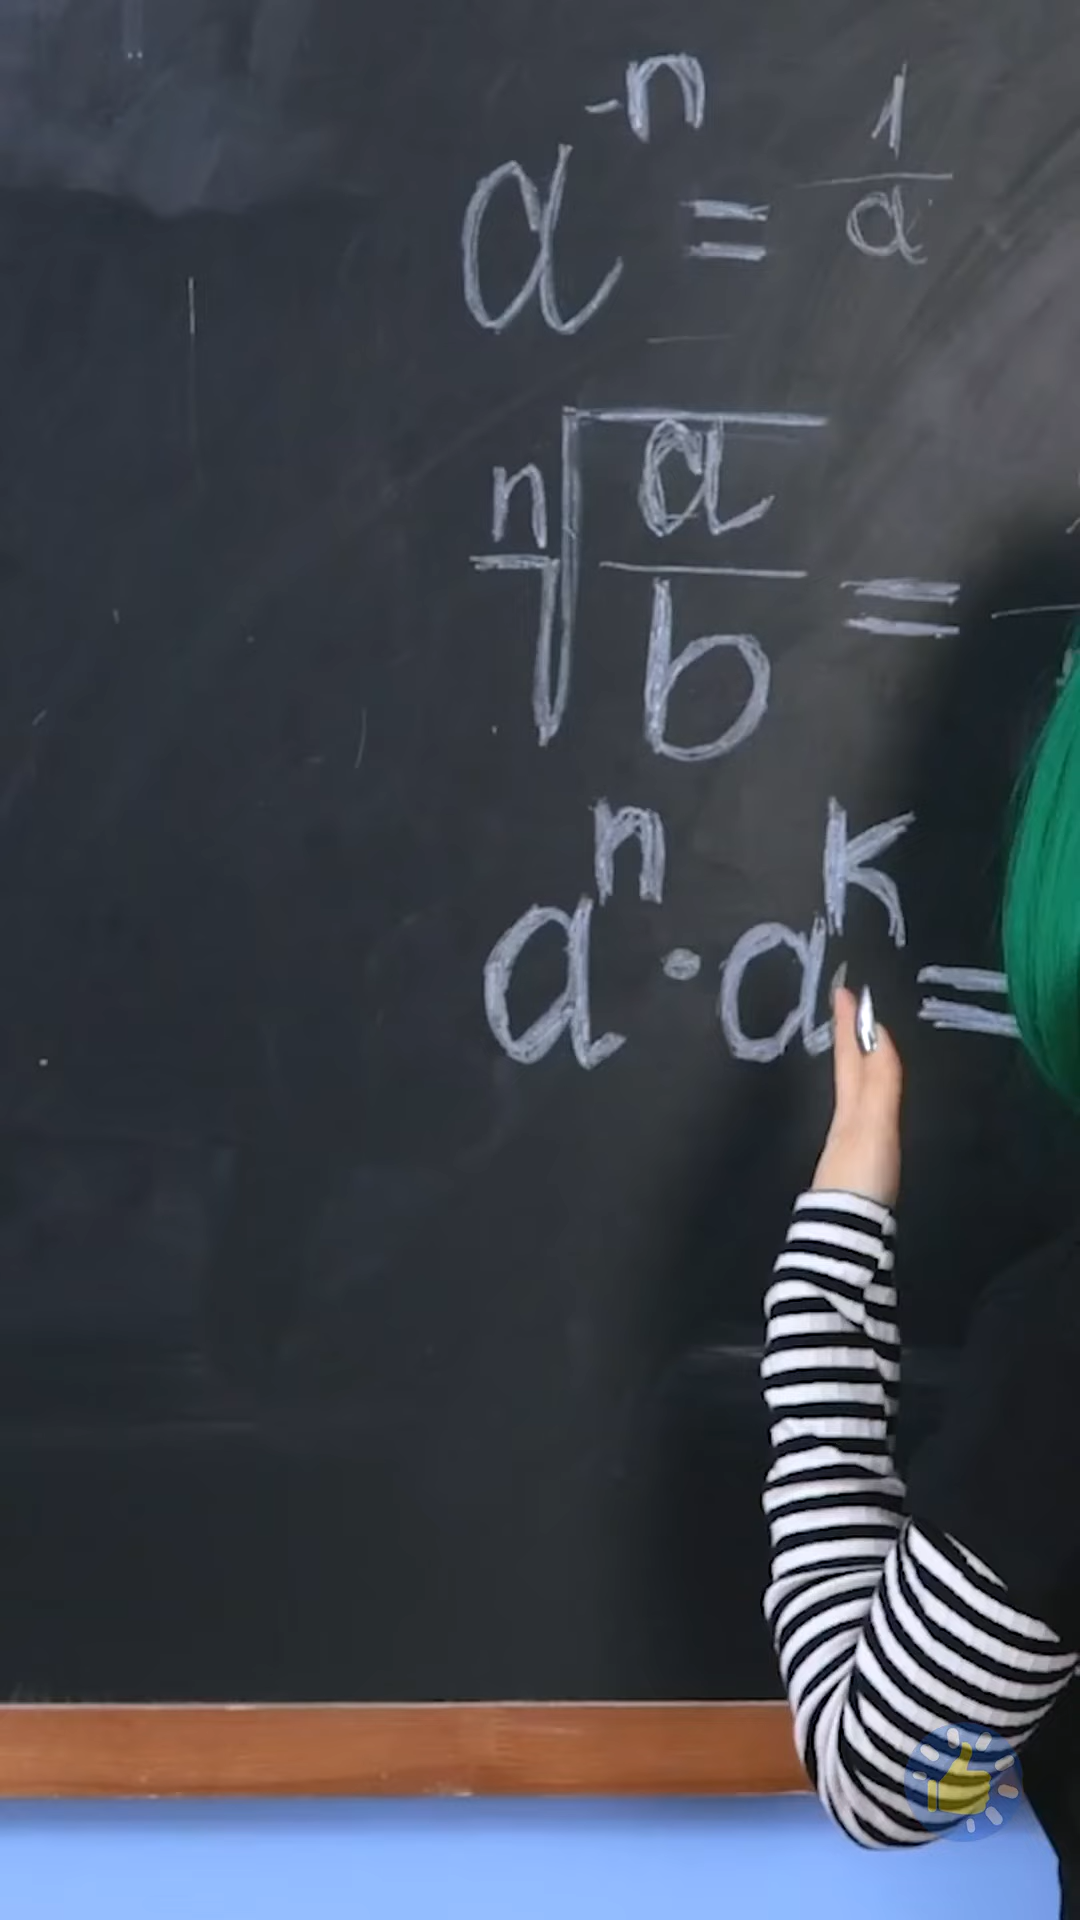 a⁻ⁿ = 1/a
ⁿ√(a/b) =
aⁿ · aᵏ =